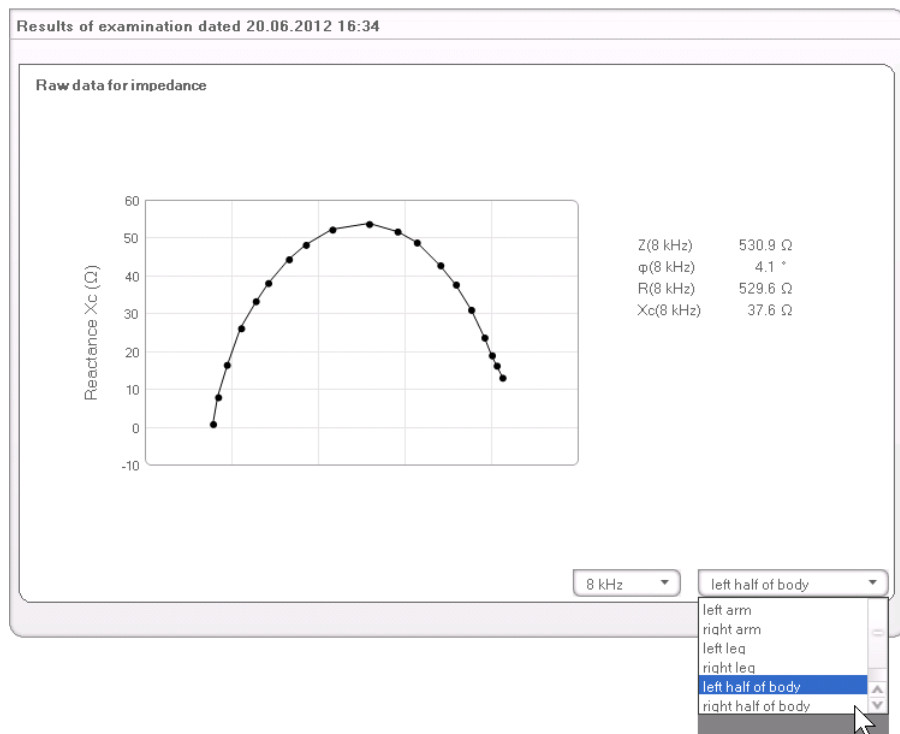 Results of examination dated 20.06.2012 16:34
Raw data for impedance
60
50
40
30
20
10
0
-10
Reactance Xc (Ω)
Z(8 kHz) 530.9 Ω
φ(8 kHz) 4.1 °
R(8 kHz) 529.6 Ω
Xc(8 kHz) 37.6 Ω
8 kHz
left half of body
left arm
right arm
left leg
right leg
left half of body
right half of body